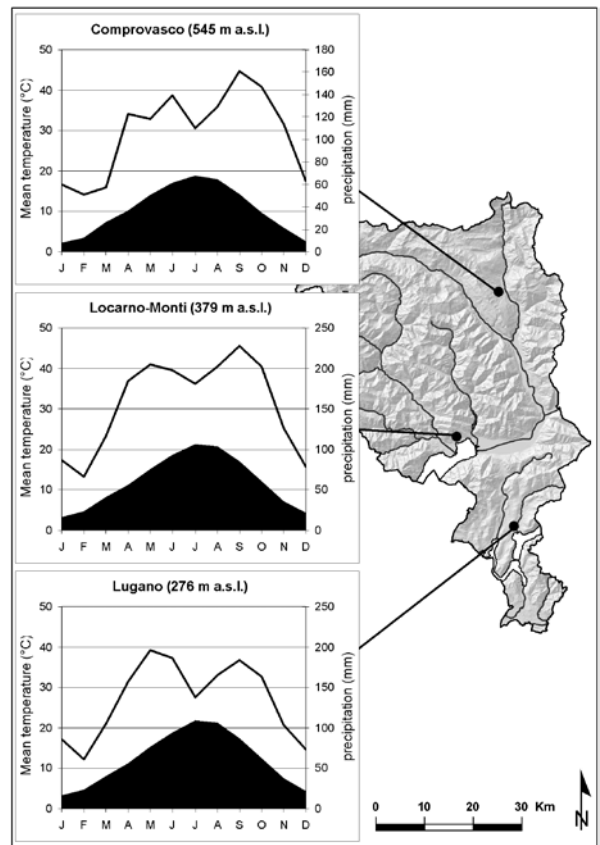 Comprovasco (545 m a.s.l.)
Mean temperature (°C)
50
40
30
20
10
0
180
160
140
120
100
80
60
40
20
0
precipitation (mm)
J F M A M J J A S O N D
Locarno-Monti (379 m a.s.l.)
Mean temperature (°C)
50
40
30
20
10
0
250
200
150
100
50
0
precipitation (mm)
J F M A M J J A S O N D
Lugano (276 m a.s.l.)
Mean temperature (°C)
50
40
30
20
10
0
250
200
150
100
50
0
precipitation (mm)
J F M A M J J A S O N D
0 10 20 30 Km
N